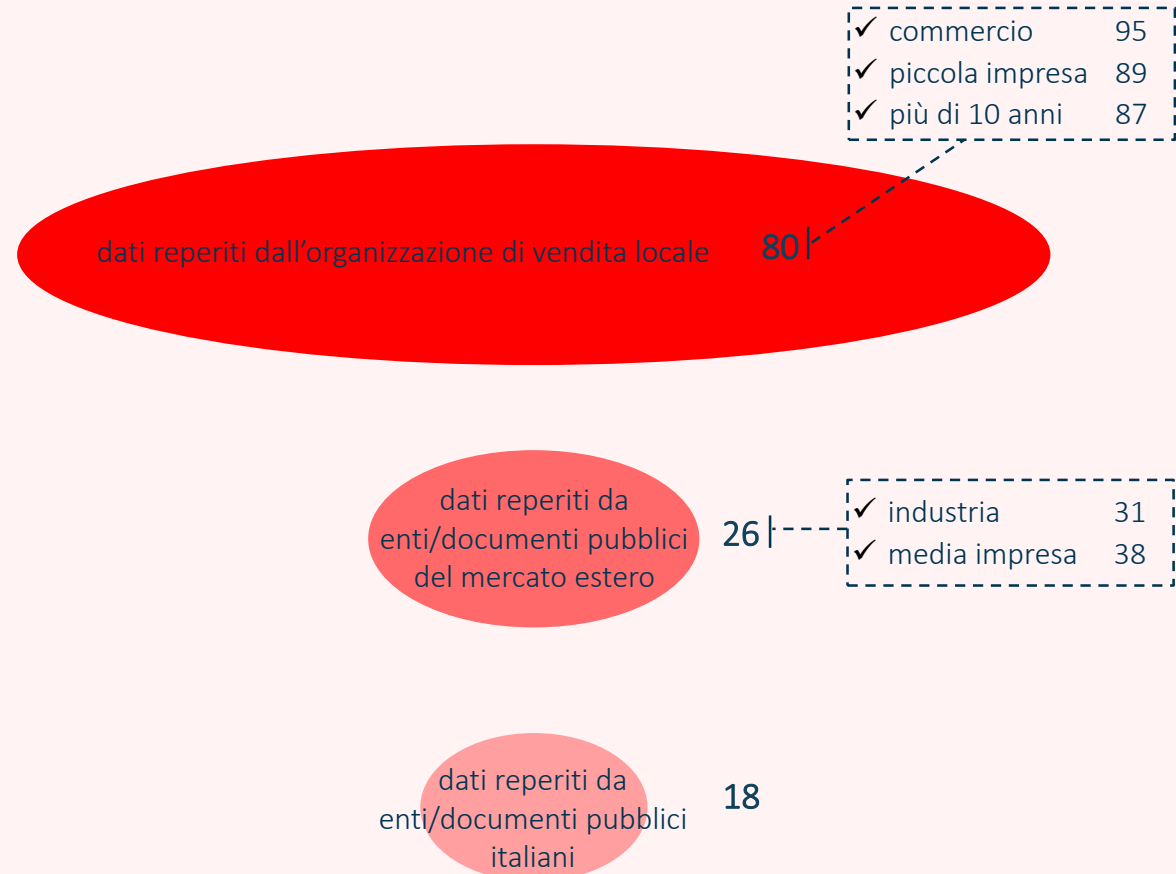 ✓ commercio 95
✓ piccola impresa 89
✓ più di 10 anni 87
dati reperiti dall'organizzazione di vendita locale 80
dati reperiti da
enti/documenti pubblici
del mercato estero
26
✓ industria 31
✓ media impresa 38
dati reperiti da
enti/documenti pubblici
italiani
18